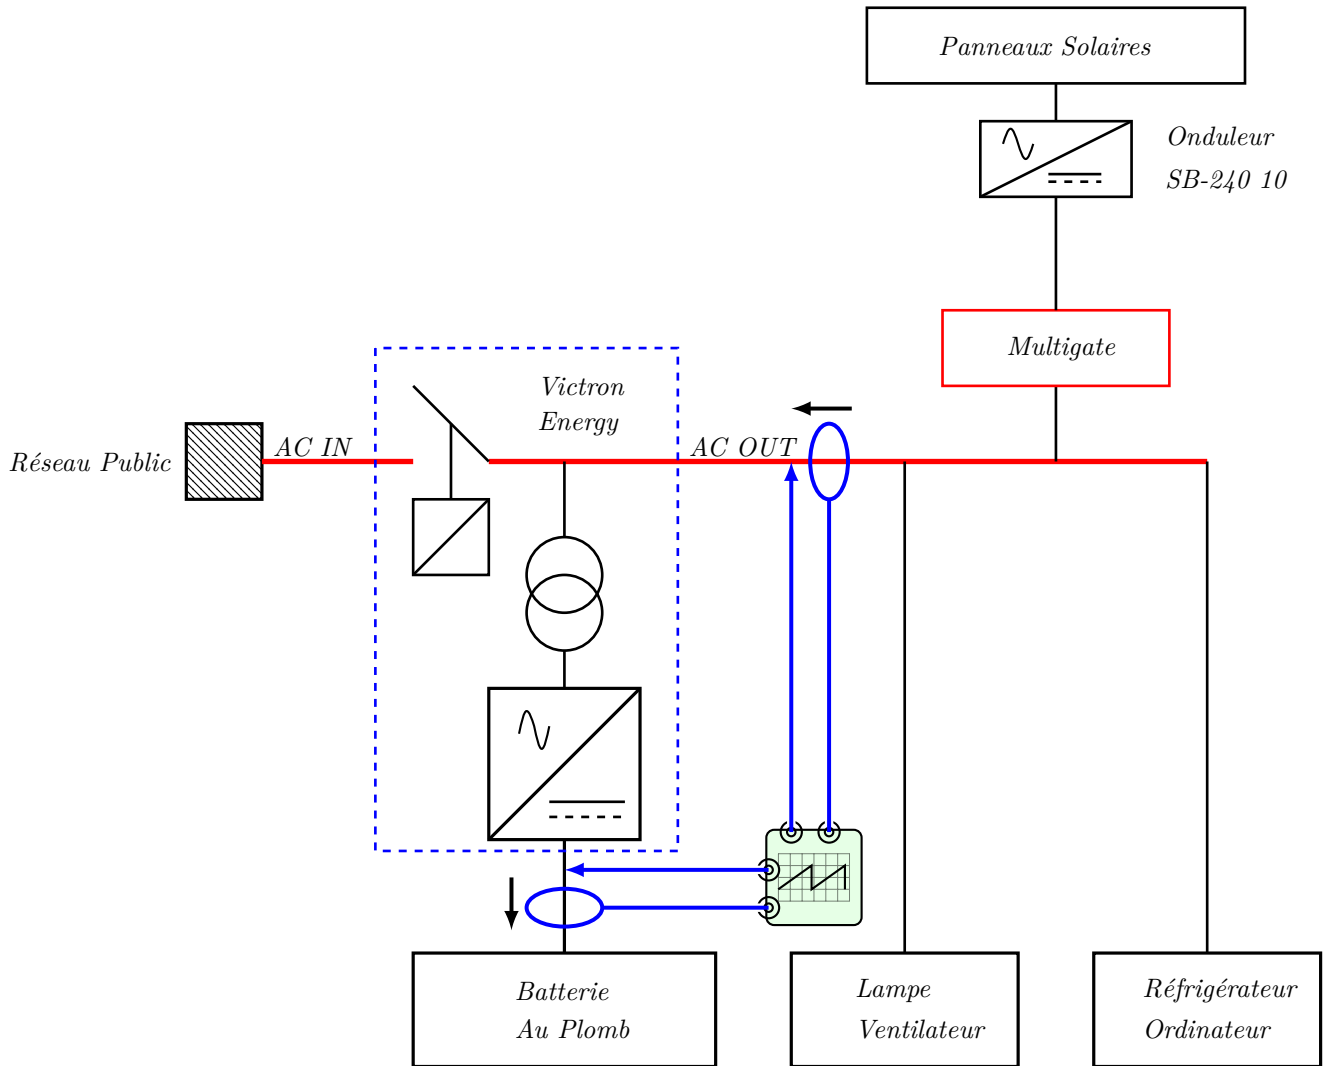 Panneaux Solaires
Onduleur
SB-240 10
Multigate
Victron
Energy
Réseau Public
AC IN
AC OUT
Batterie
Au Plomb
Lampe
Ventilateur
Réfrigérateur
Ordinateur